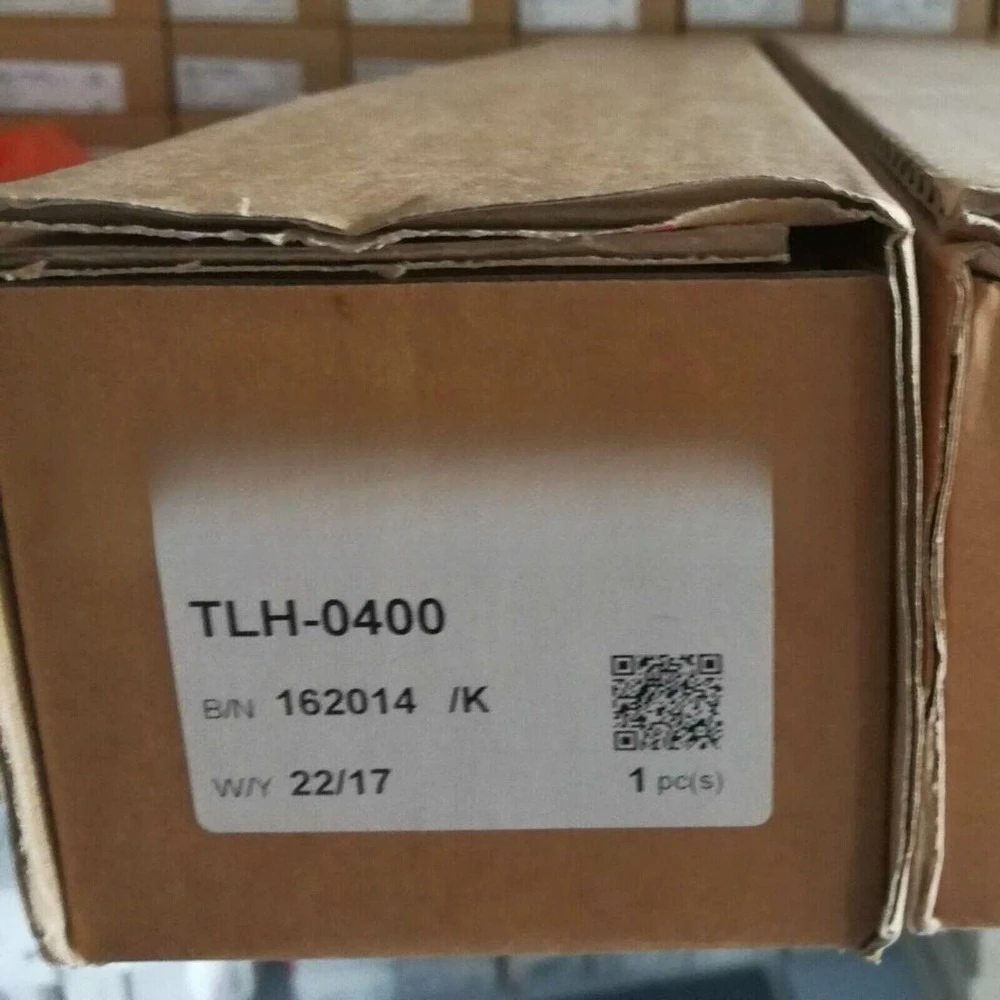 TLH-0400
B/N 162014 /K
W/Y 22/17
1 pc(s)